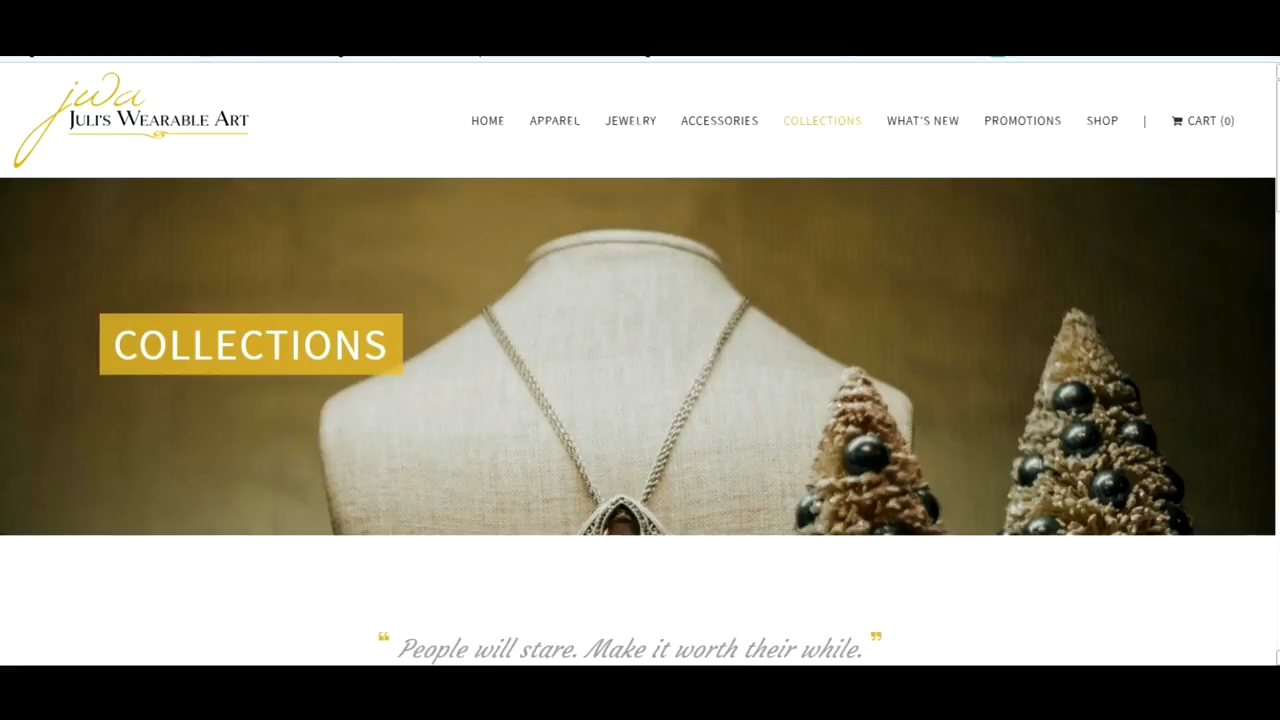 jwa
JULI'S WEARABLE ART
HOME APPAREL JEWELRY ACCESSORIES COLLECTIONS WHAT'S NEW PROMOTIONS SHOP | CART (0)
COLLECTIONS
“ People will stare. Make it worth their while. ”